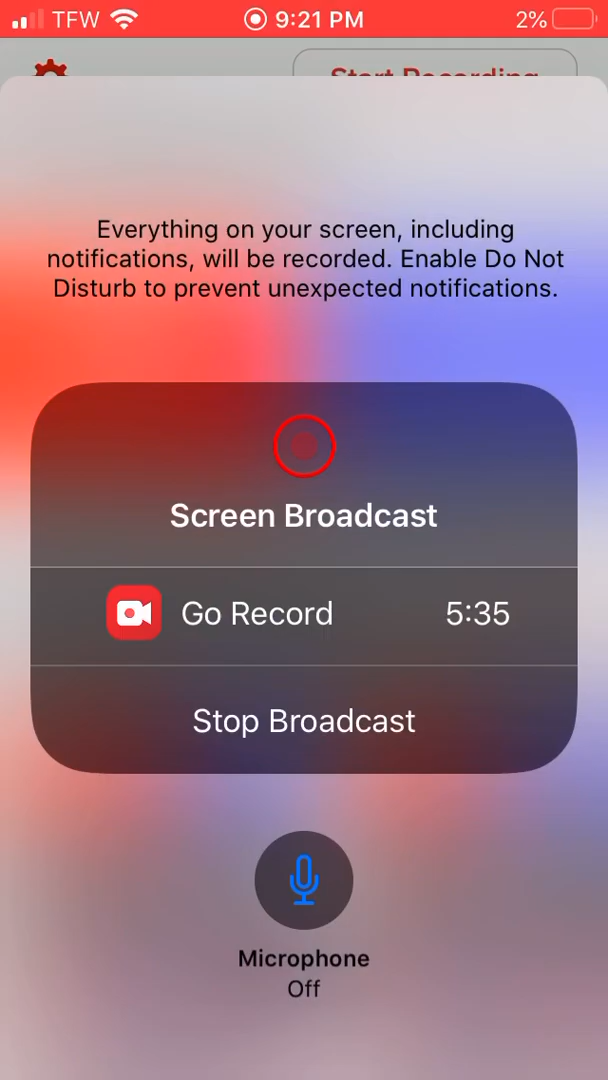 TFW 9:21 PM 2%
Start Recording
Everything on your screen, including
notifications, will be recorded. Enable Do Not
Disturb to prevent unexpected notifications.
Screen Broadcast
Go Record 5:35
Stop Broadcast
Microphone
Off